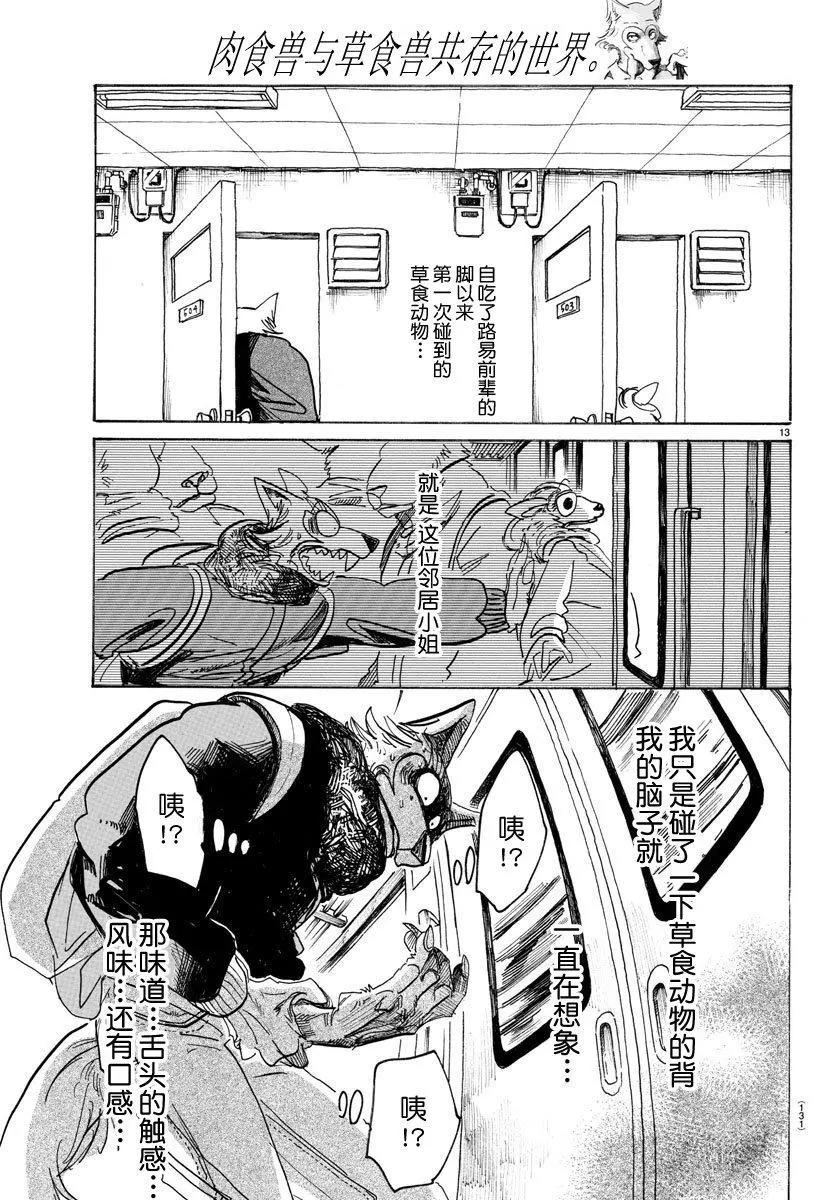 肉食兽与草食兽共存的世界。
503
自吃了路易前辈的
脚以来
第一次碰到的
草食动物…
504
13
就是这位邻居小姐
我只是碰了一下草食动物的背
我的脑子就
一直在想象…
咦!?
咦!?
那味道…舌头的触感…
风味…还有口感…
咦!?
(131)